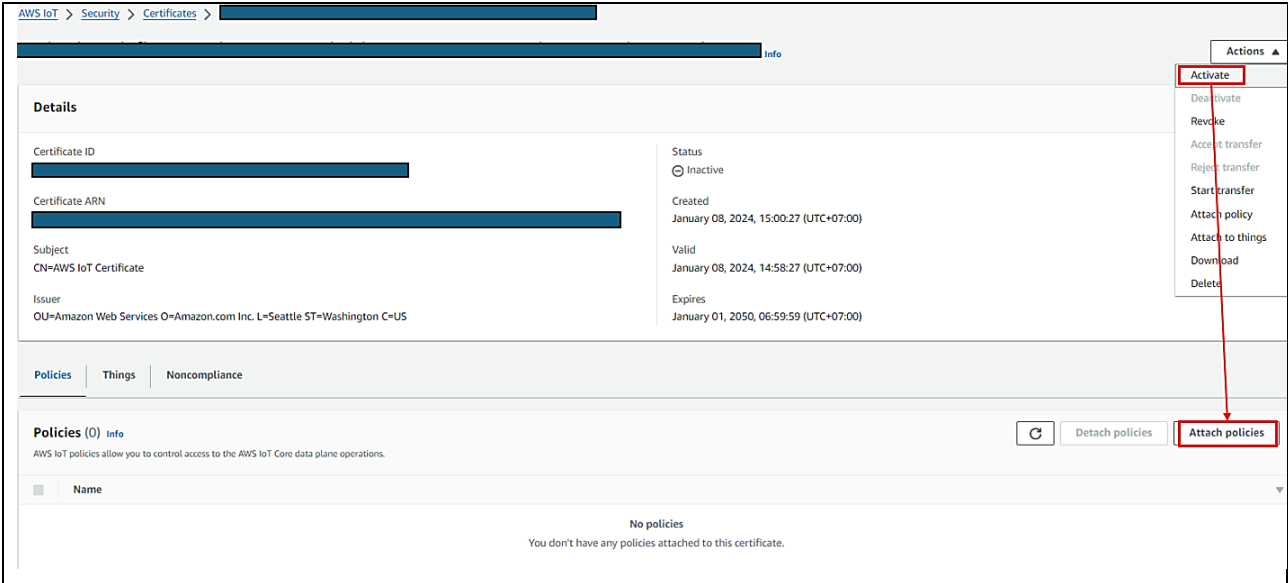 AWS IoT > Security > Certificates >
Info
Actions ▲
Activate
Deactivate
Revoke
Accept transfer
Reject transfer
Start transfer
Attach policy
Attach to things
Download
Delete
Details
Certificate ID
Certificate ARN
Subject
CN=AWS IoT Certificate
Issuer
OU=Amazon Web Services O=Amazon.com Inc. L=Seattle ST=Washington C=US
Status
Inactive
Created
January 08, 2024, 15:00:27 (UTC+07:00)
Valid
January 08, 2024, 14:58:27 (UTC+07:00)
Expires
January 01, 2050, 06:59:59 (UTC+07:00)
Policies
Things
Noncompliance
Policies (0) Info
AWS IoT policies allow you to control access to the AWS IoT Core data plane operations.
Detach policies
Attach policies
Name
No policies
You don't have any policies attached to this certificate.